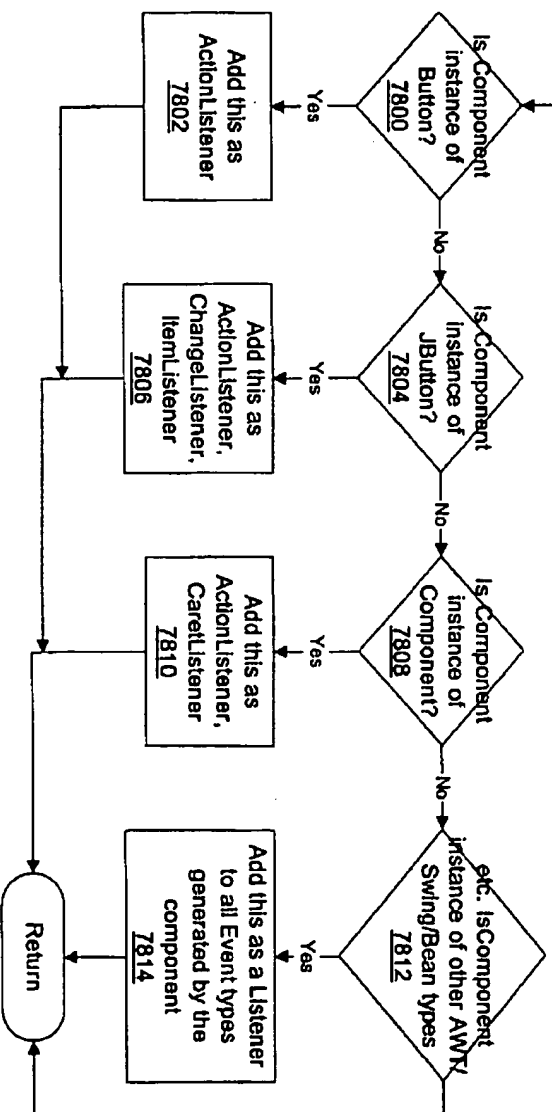 Is Component
instance of
Button?
7800
Yes
Add this as
ActionListener
7802
No
Is Component
instance of
JButton?
7804
Yes
Add this as
ActionListener,
ChangeListener,
ItemListener
7806
No
Is Component
instance of
Component?
7808
Yes
Add this as
ActionListener,
CaretListener
7810
No
etc. IsComponent
instance of other AWT/
Swing/Bean types
7812
Yes
Add this as a Listener
to all Event types
generated by the
component
7814
Return